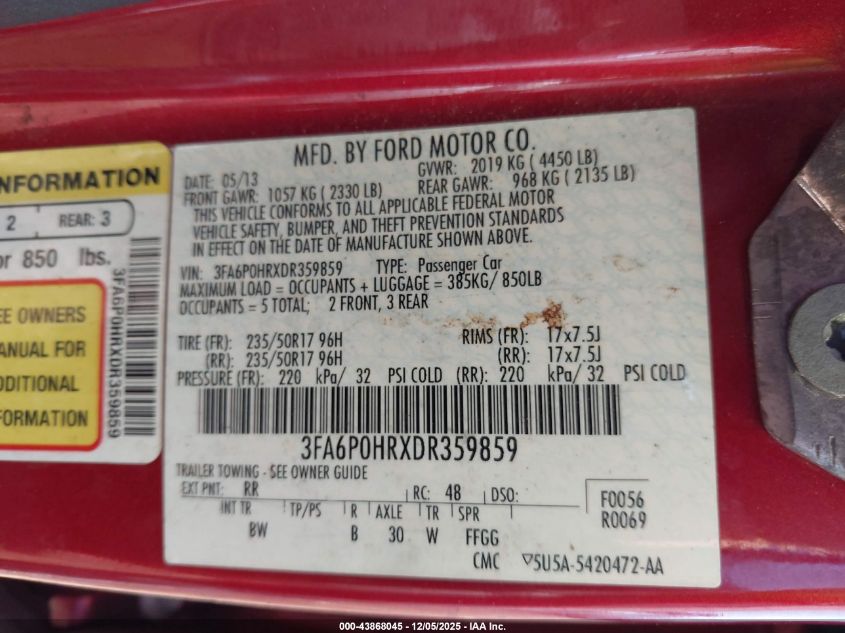 MFD. BY FORD MOTOR CO.
DATE: 05/13
GVWR: 2019 KG ( 4450 LB)
FRONT GAWR: 1057 KG ( 2330 LB)
REAR GAWR: 968 KG ( 2135 LB)
THIS VEHICLE CONFORMS TO ALL APPLICABLE FEDERAL MOTOR
VEHICLE SAFETY, BUMPER, AND THEFT PREVENTION STANDARDS
IN EFFECT ON THE DATE OF MANUFACTURE SHOWN ABOVE.
VIN: 3FA6P0HRXDR359859 TYPE: Passenger Car
MAXIMUM LOAD = OCCUPANTS + LUGGAGE = 385KG/ 850LB
OCCUPANTS = 5 TOTAL; 2 FRONT, 3 REAR
TIRE (FR): 235/50R17 96H RIMS (FR): 17x7.5J
(RR): 235/50R17 96H (RR): 17x7.5J
PRESSURE (FR): 220 kPa/ 32 PSI COLD (RR): 220 kPa/ 32 PSI COLD
3FA6P0HRXDR359859
TRAILER TOWING - SEE OWNER GUIDE
EXT PNT: RR RC: 48 DSO:
INT TR TP/PS R AXLE TR SPR
BW B 30 W FFGG
F0056
R0069
CMC ▽5U5A-5420472-AA
NFORMATION
2 REAR: 3
or 850 lbs.
EE OWNERS
MANUAL FOR
DDITIONAL
FORMATION
3FA6P0HRXDR359859
000-43868045 - 12/05/2025 - IAA Inc.